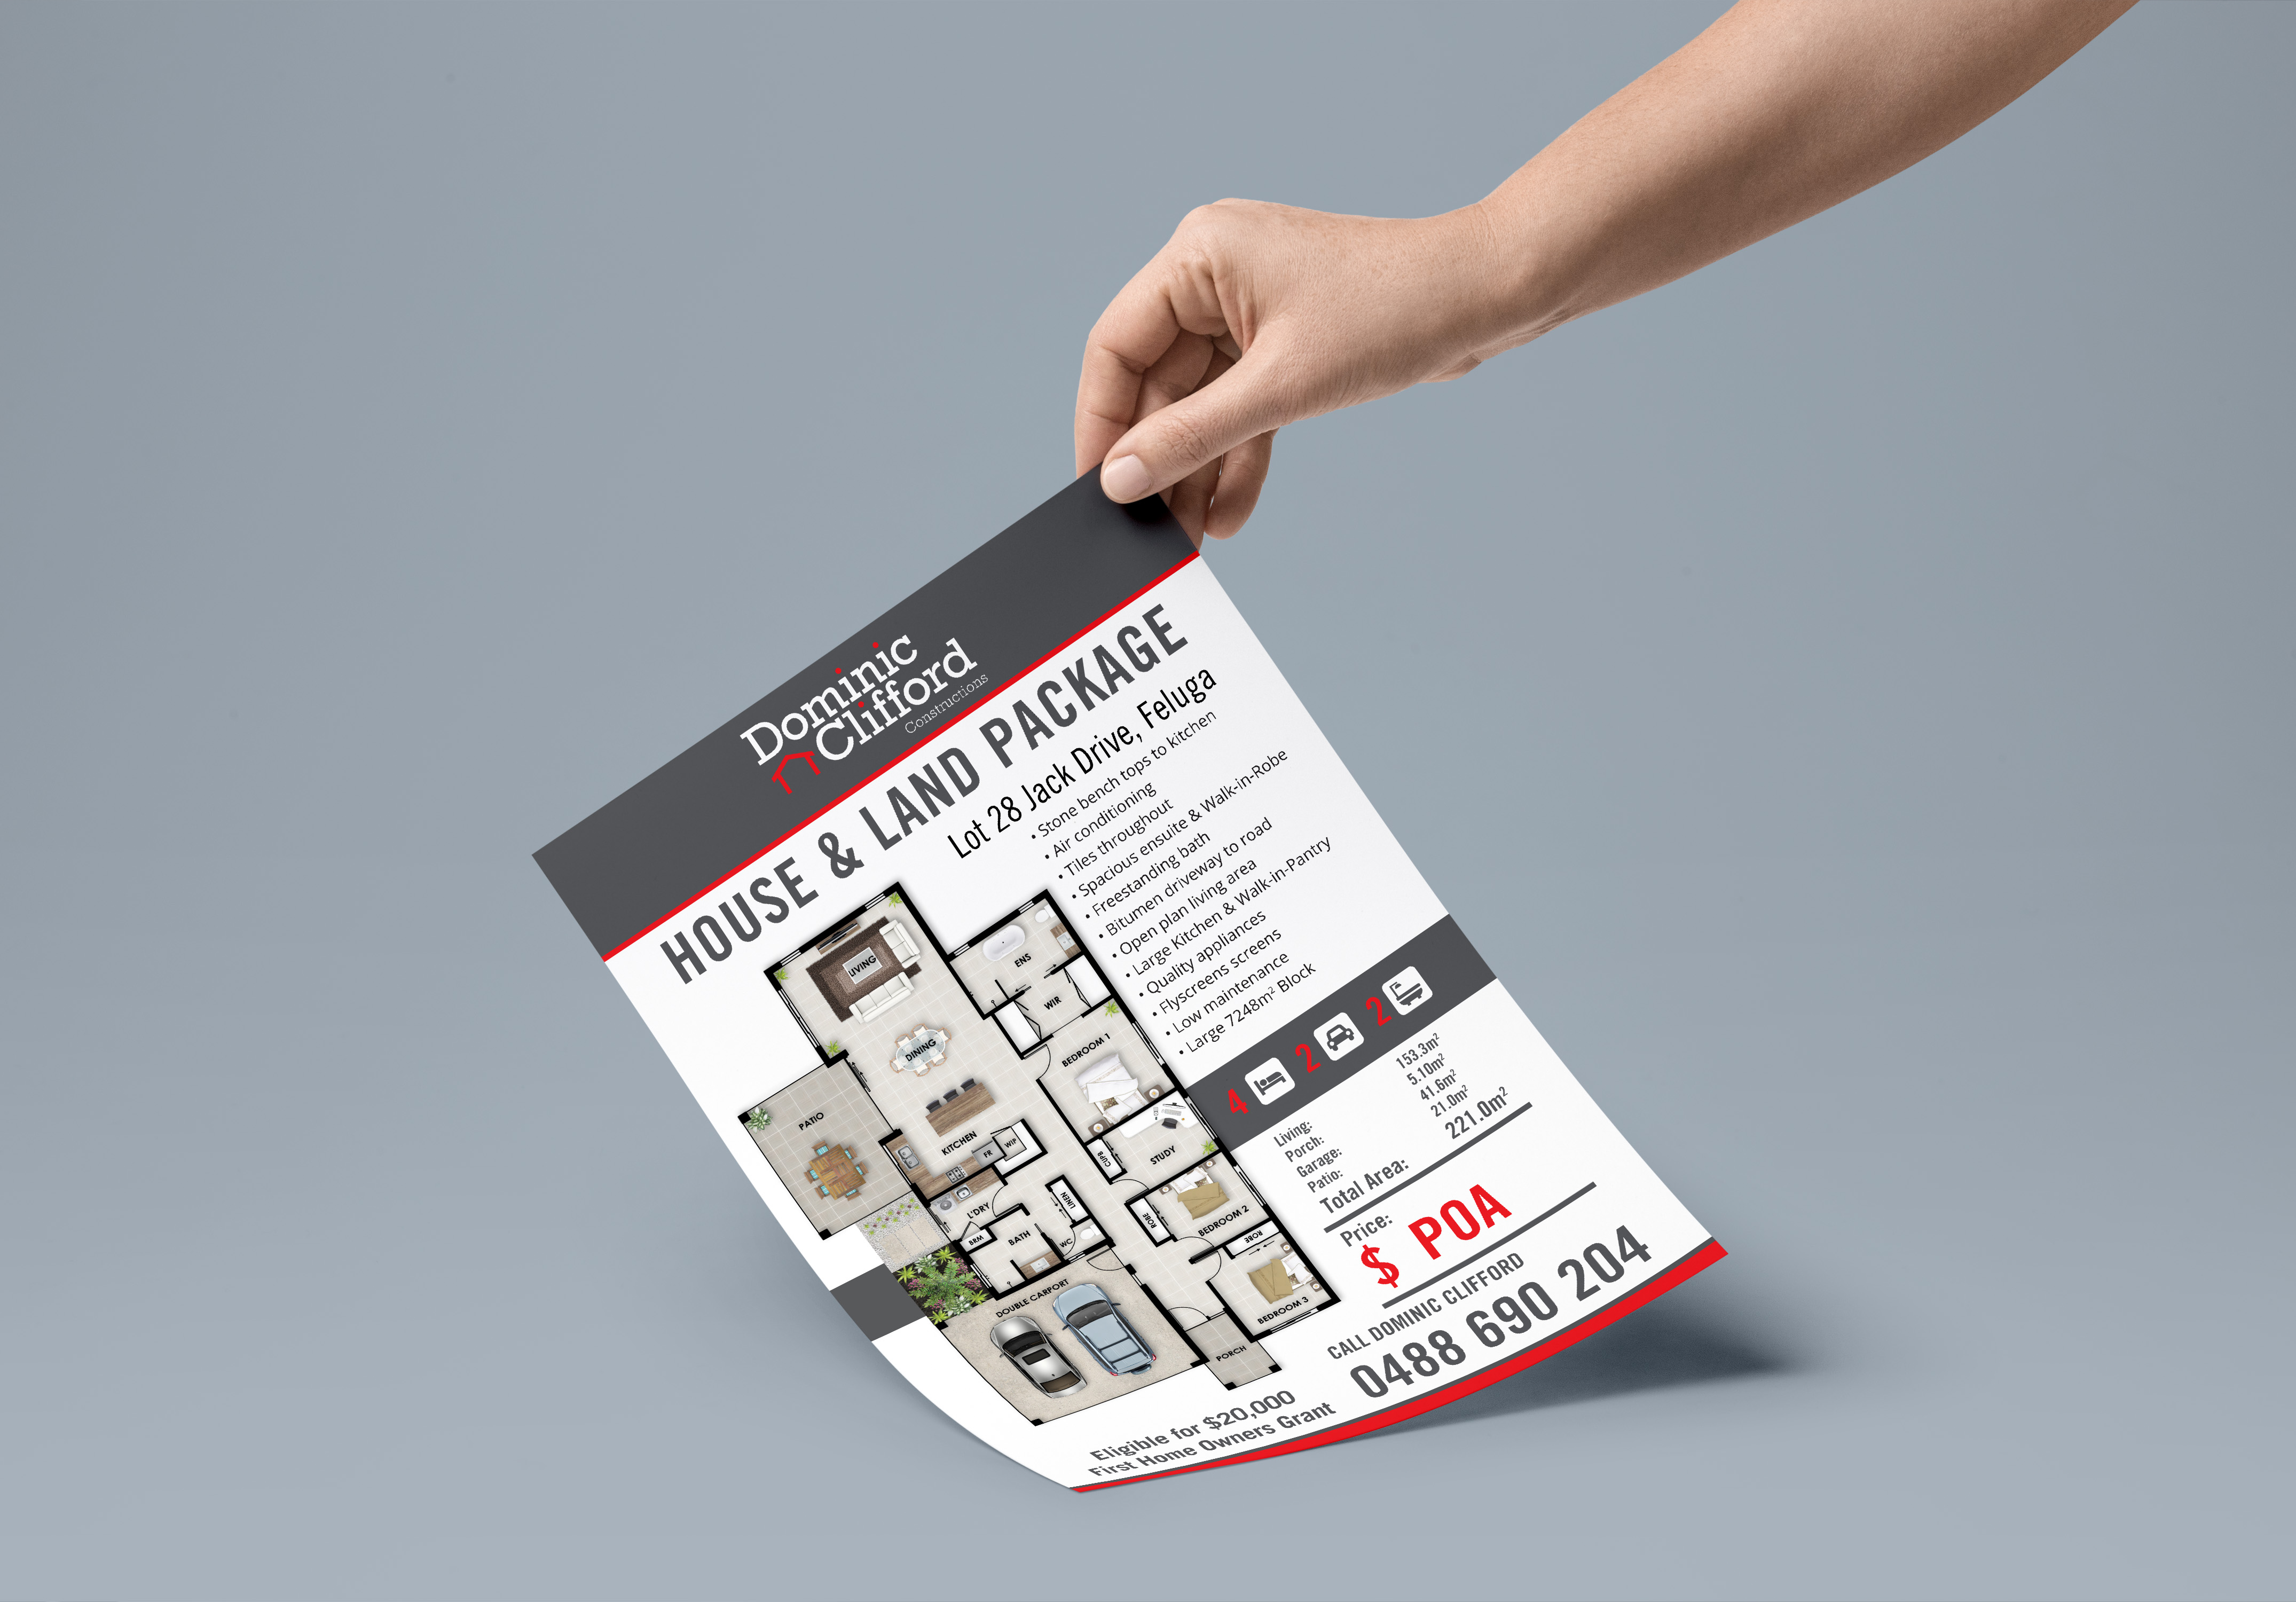 Dominic
Clifford
Constructions
HOUSE & LAND PACKAGE
Lot 28 Jack Drive, Feluga
• Stone bench tops to kitchen
• Air conditioning
• Tiles throughout
• Spacious ensuite & Walk-in-Robe
• Freestanding bath
• Bitumen driveway to road
• Open plan living area
• Large Kitchen & Walk-in-Pantry
• Quality appliances
• Flyscreens screens
• Low maintenance
• Large 7248m² Block
LIVING
ENS
WIR
DINING
BEDROOM 1
PATIO
KITCHEN
FR
WIP
CUPB
STUDY
L'DRY
LINEN
ROBE
BEDROOM 2
BRM
BATH
WC
ROBE
DOUBLE CARPORT
BEDROOM 3
PORCH
4 2 2
Living: 153.3m²
Porch: 5.10m²
Garage: 41.6m²
Patio: 21.0m²
Total Area: 221.0m²
Price:
$ POA
CALL DOMINIC CLIFFORD
0488 690 204
Eligible for $20,000
First Home Owners Grant